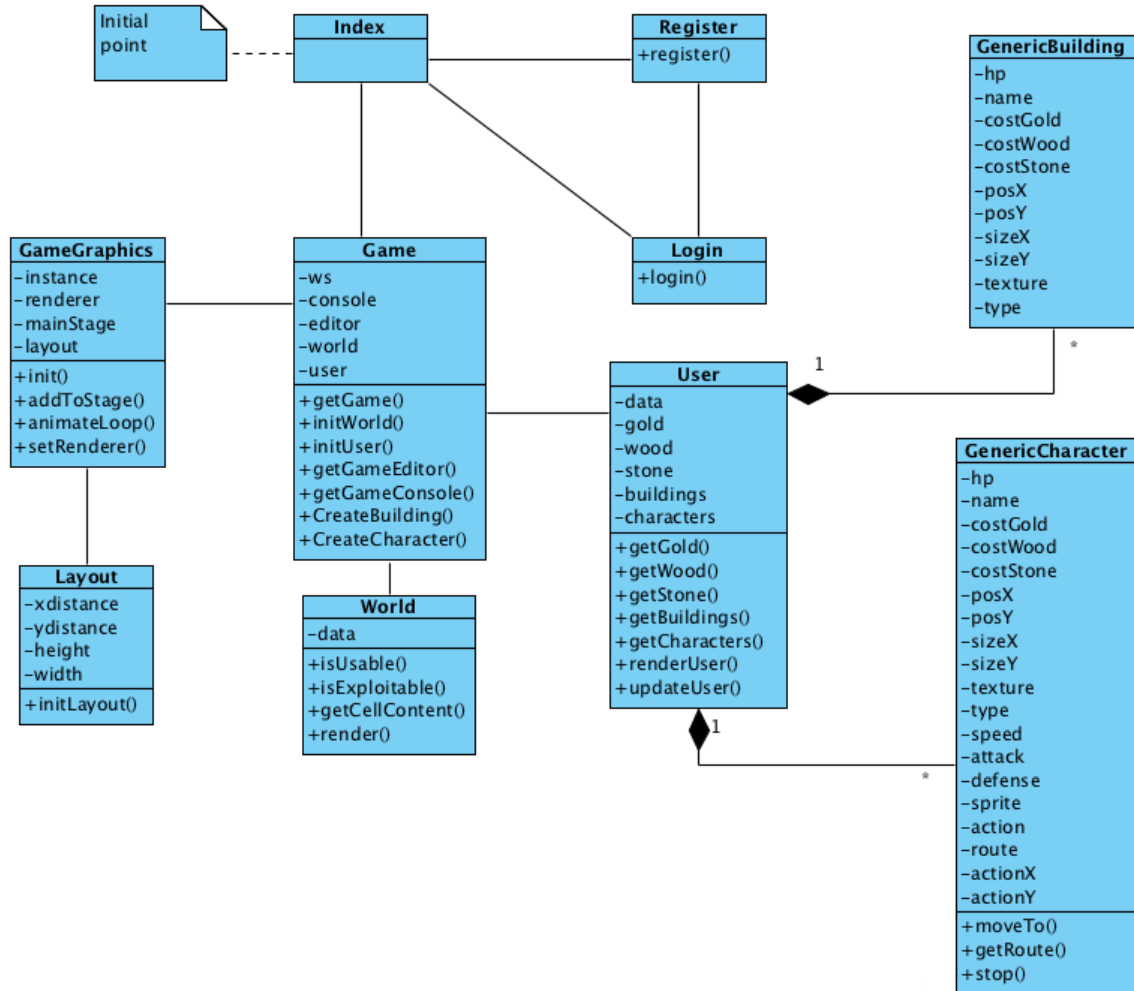 Initial
point
Index
Register
+register()
GenericBuilding
-hp
-name
-costGold
-costWood
-costStone
-posX
-posY
-sizeX
-sizeY
-texture
-type
GameGraphics
-instance
-renderer
-mainStage
-layout
+init()
+addToStage()
+animateLoop()
+setRenderer()
Game
-ws
-console
-editor
-world
-user
+getGame()
+initWorld()
+initUser()
+getGameEditor()
+getGameConsole()
+CreateBuilding()
+CreateCharacter()
Login
+login()
User
-data
-gold
-wood
-stone
-buildings
-characters
+getGold()
+getWood()
+getStone()
+getBuildings()
+getCharacters()
+renderUser()
+updateUser()
1
*
1
*
GenericCharacter
-hp
-name
-costGold
-costWood
-costStone
-posX
-posY
-sizeX
-sizeY
-texture
-type
-speed
-attack
-defense
-sprite
-action
-route
-actionX
-actionY
+moveTo()
+getRoute()
+stop()
Layout
-xdistance
-ydistance
-height
-width
+initLayout()
World
-data
+isUsable()
+isExploitable()
+getCellContent()
+render()